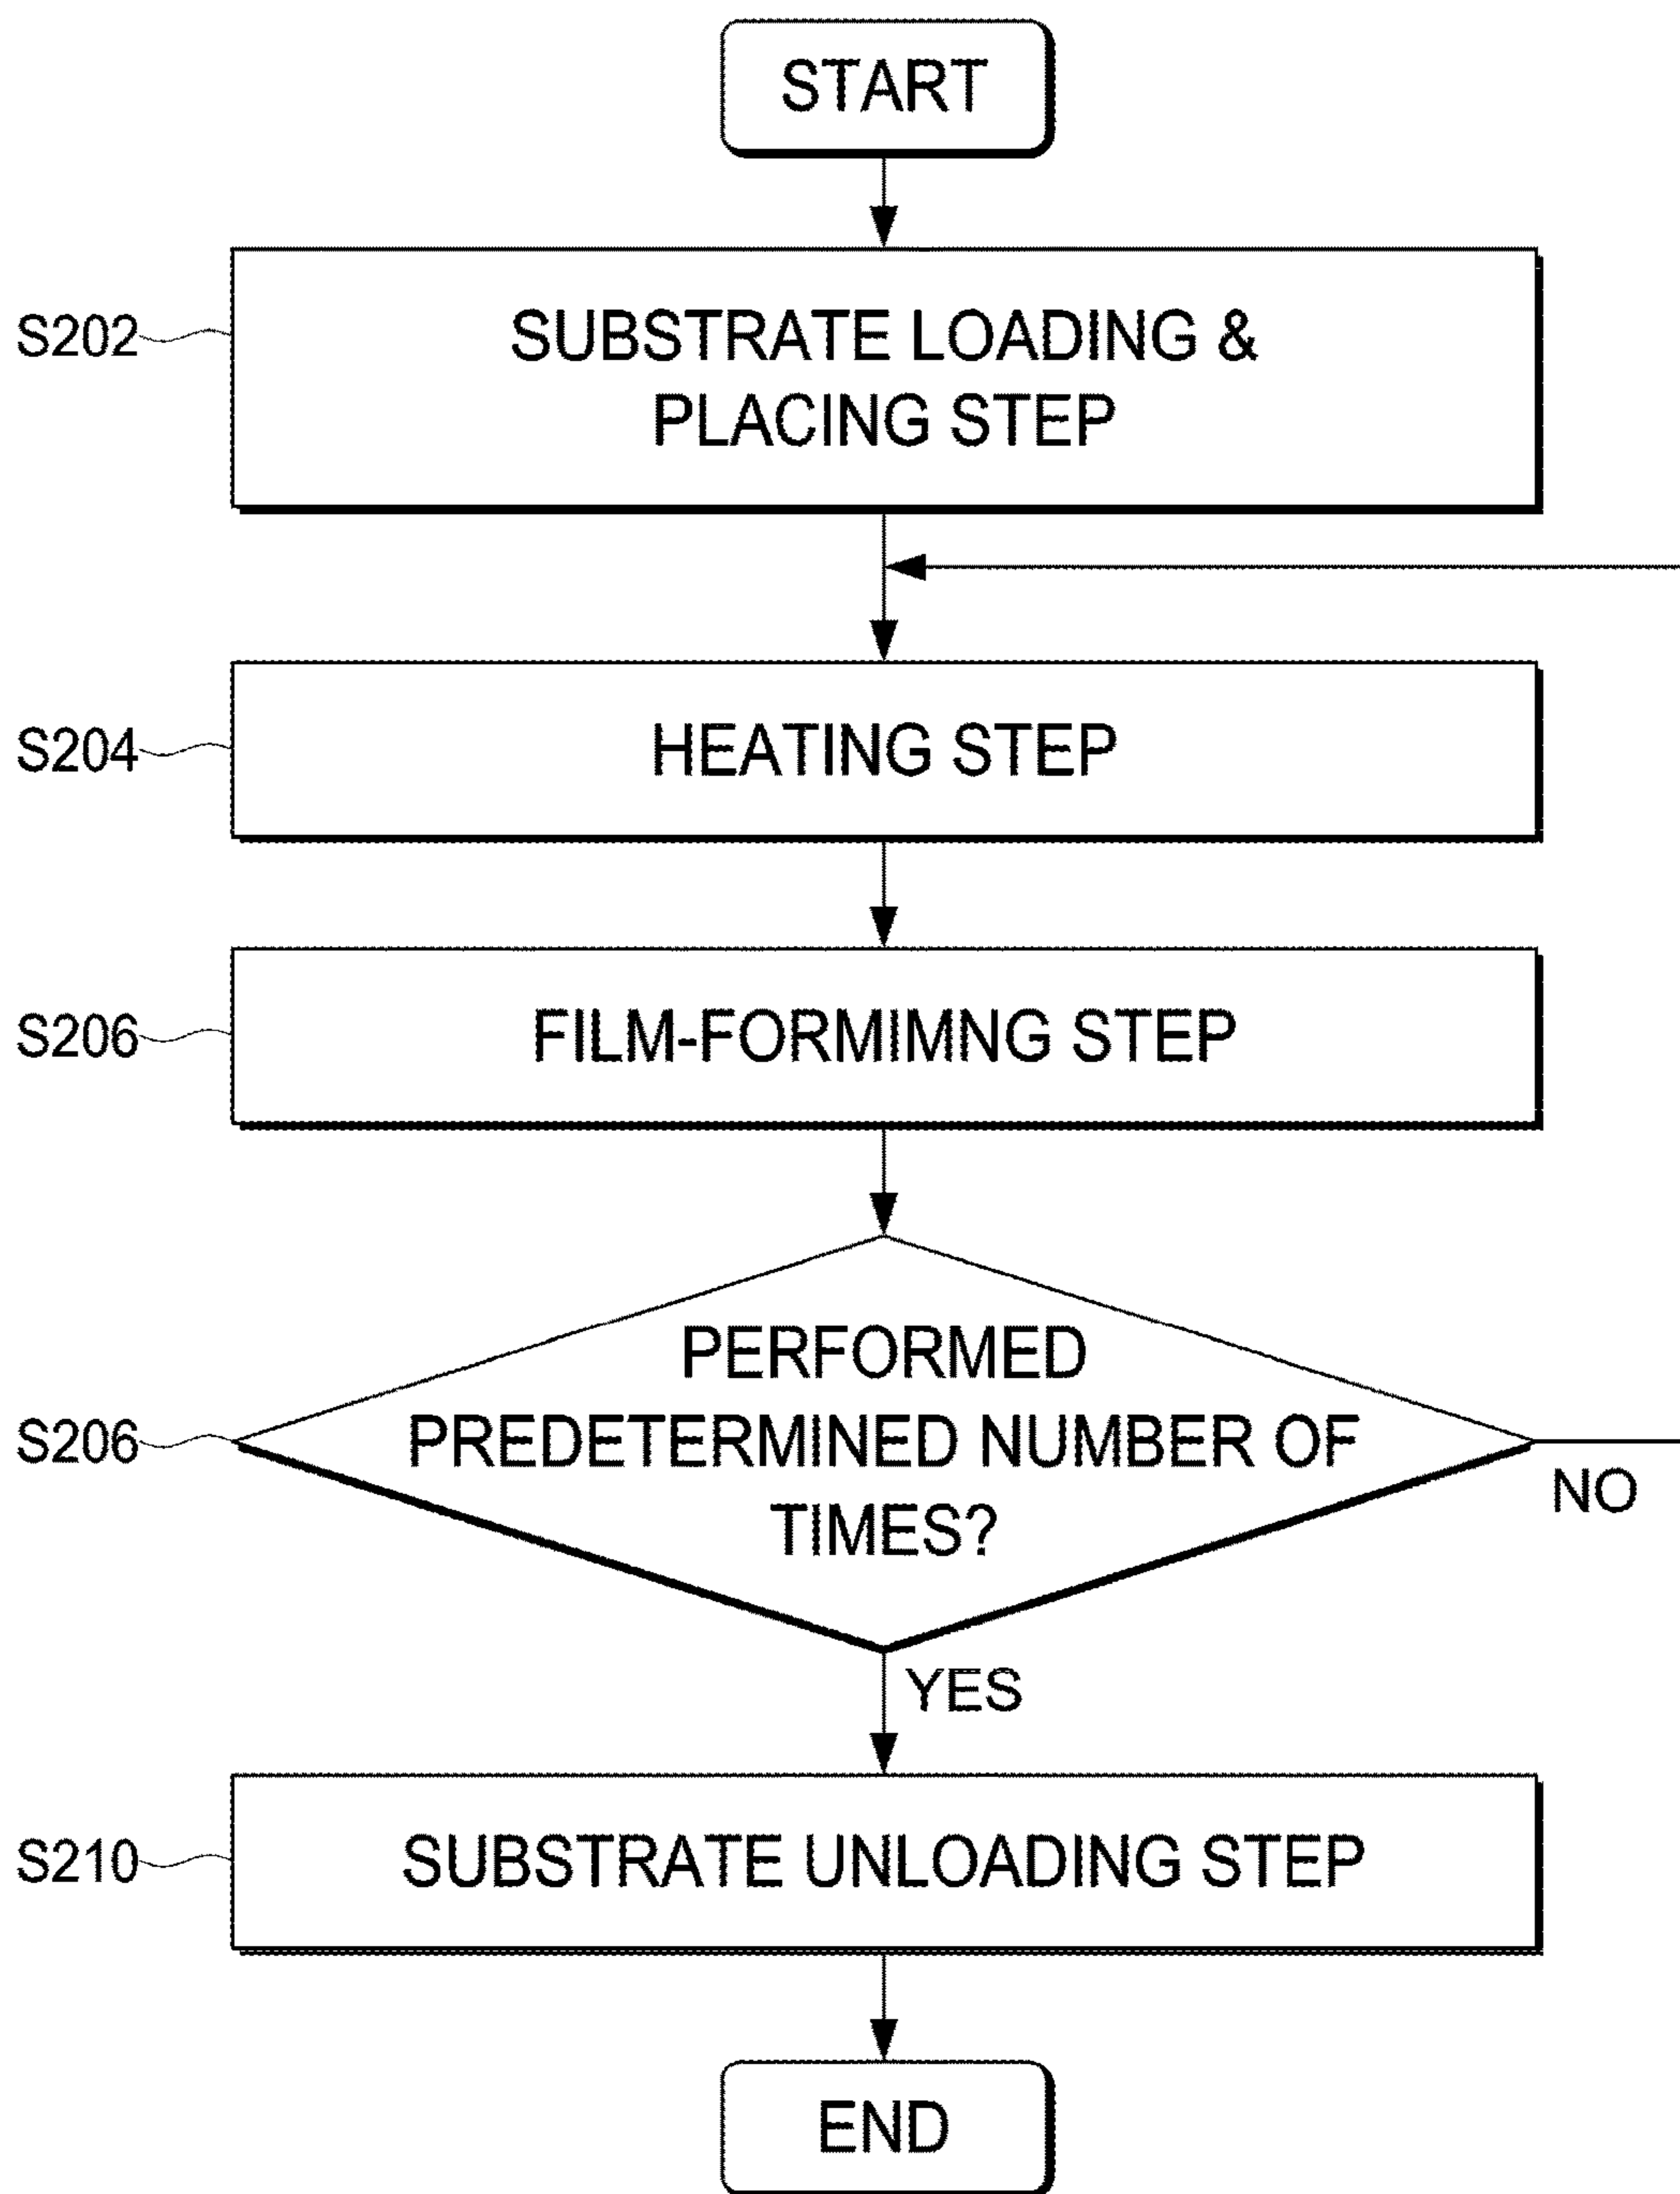 START
S202
SUBSTRATE LOADING &
PLACING STEP
S204
HEATING STEP
S206
FILM-FORMIMNG STEP
S206
PERFORMED
PREDETERMINED NUMBER OF
TIMES?
NO
YES
S210
SUBSTRATE UNLOADING STEP
END